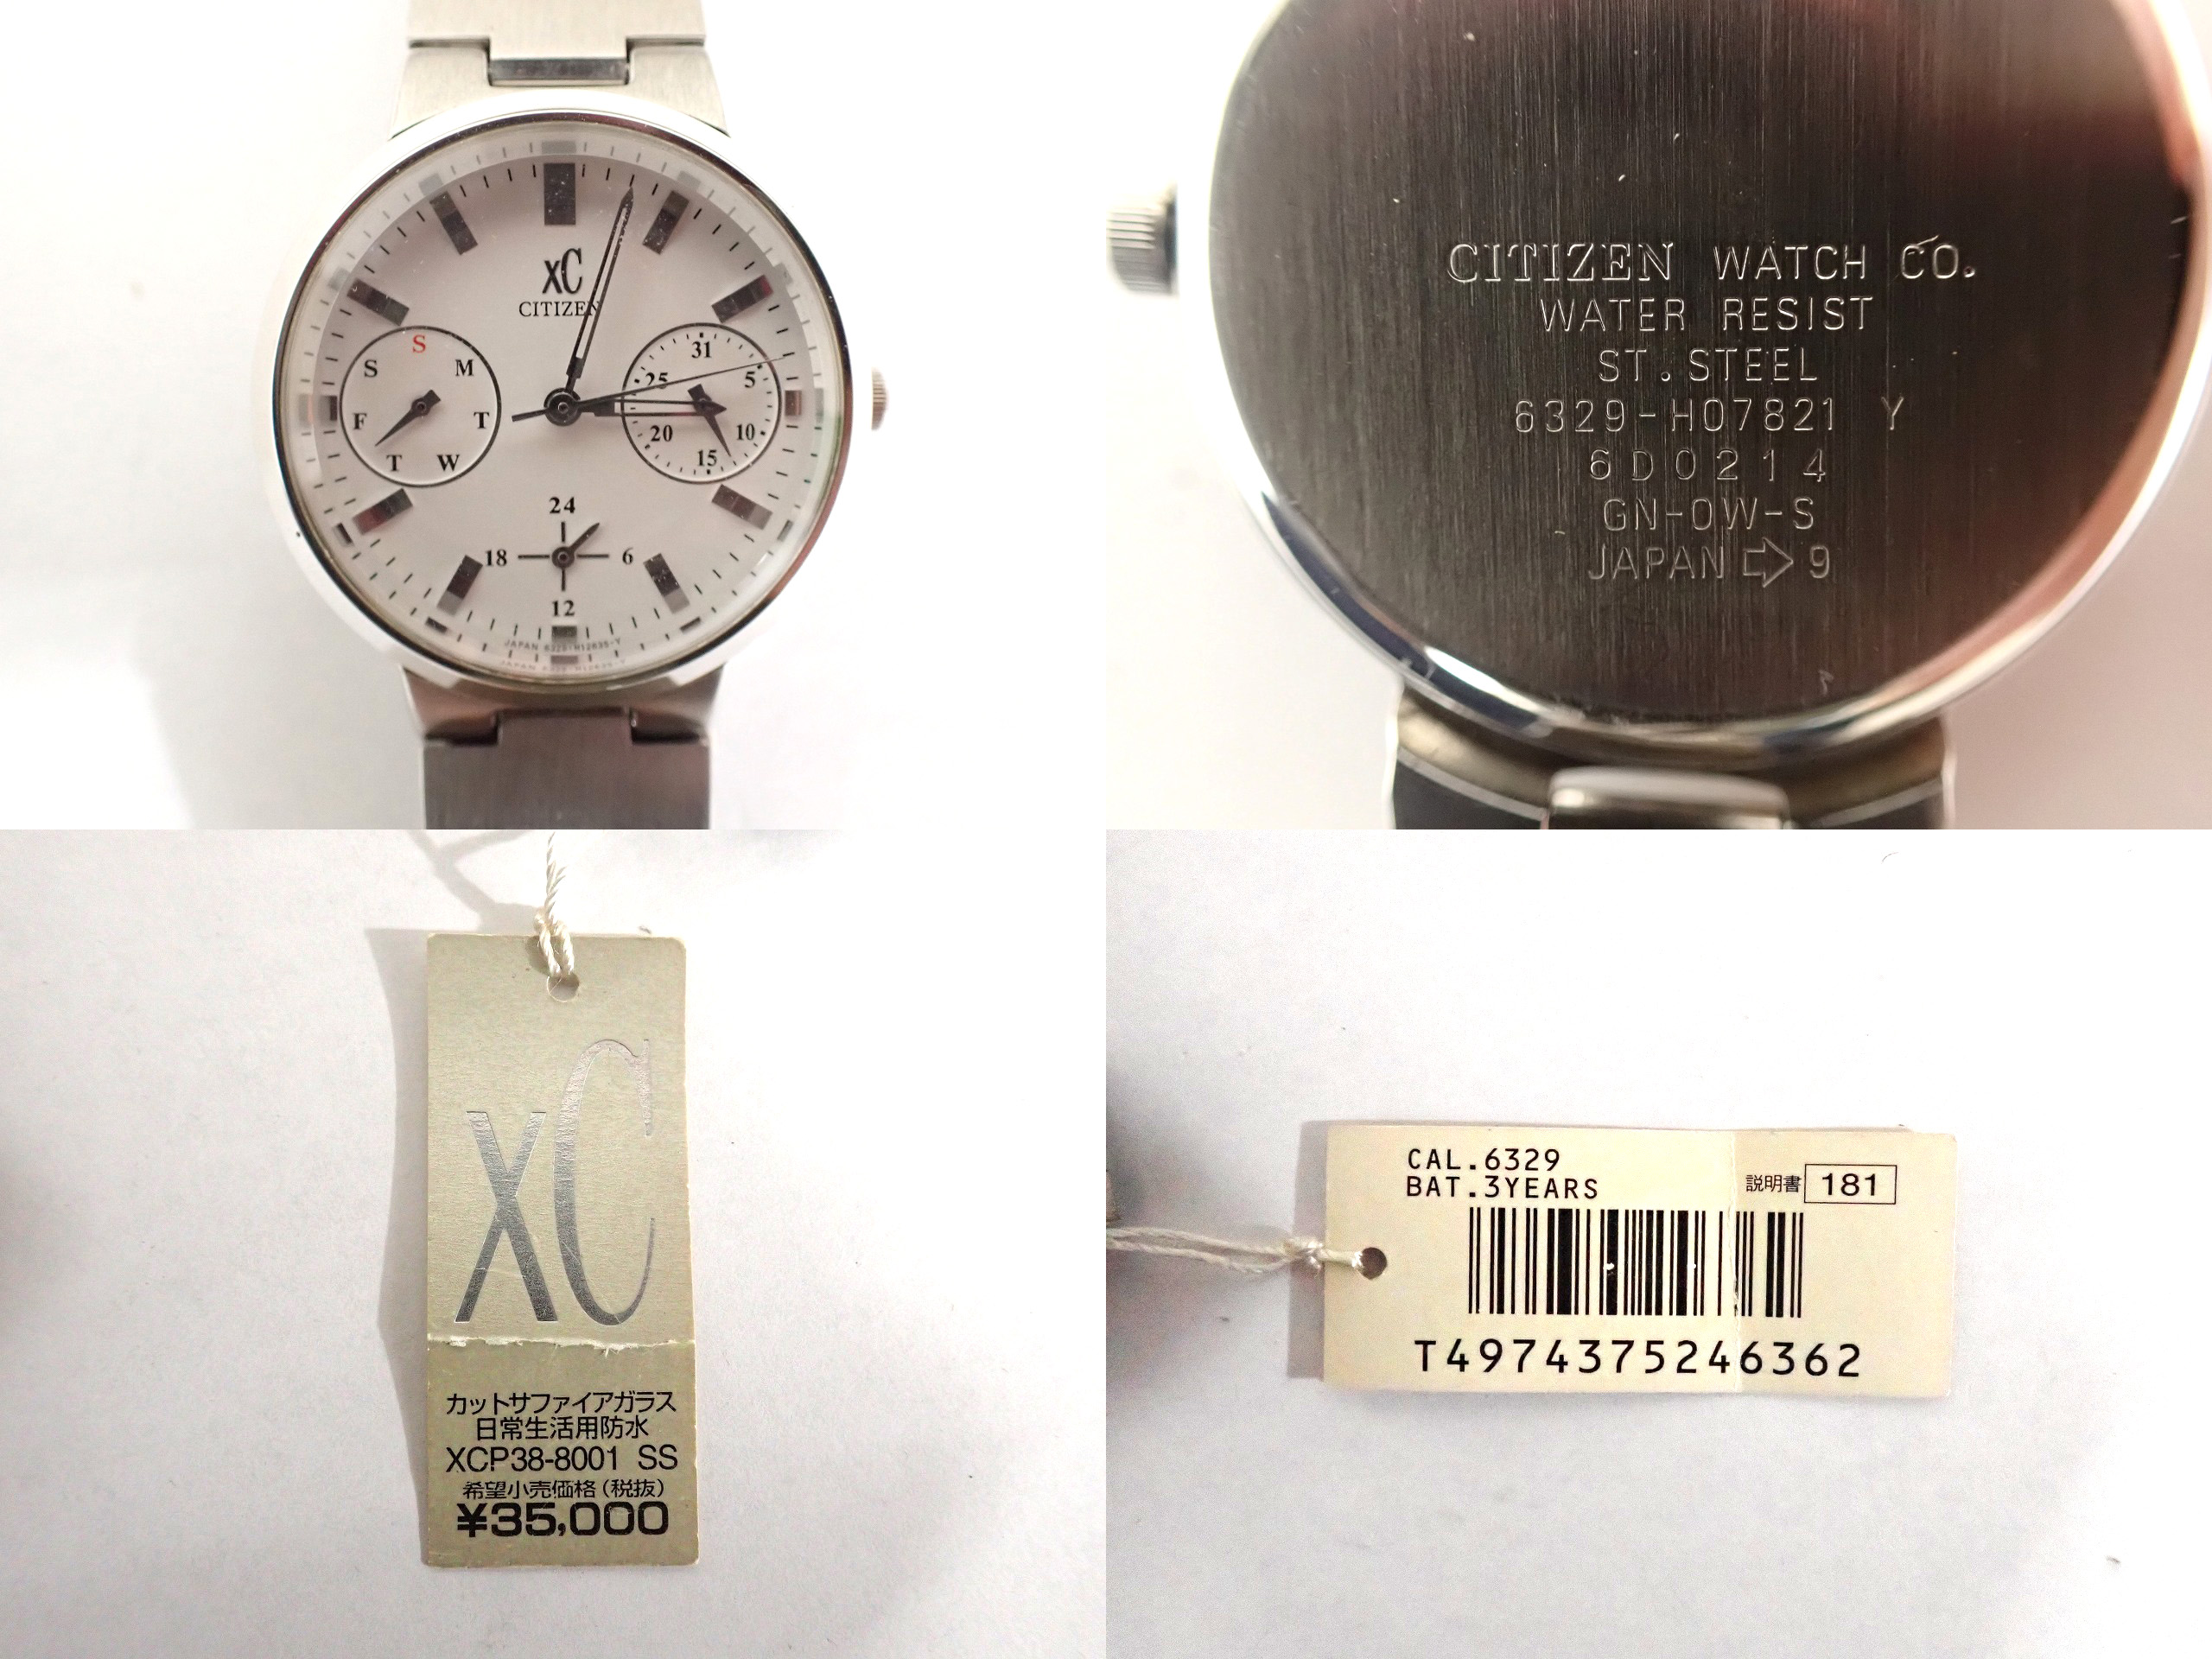 xC
CITIZEN
S
M
T
W
T
F
S
31
5
10
15
20
25
24
6
12
18
JAPAN 6329-H12635-Y
CITIZEN WATCH CO.
WATER RESIST
ST.STEEL
6329-H07821 Y
6D0214
GN-0W-S
JAPAN ⇨ 9
xC
カットサファイアガラス
日常生活用防水
XCP38-8001 SS
希望小売価格(税抜)
¥35,000
CAL.6329
BAT.3YEARS
説明書 181
T4974375246362